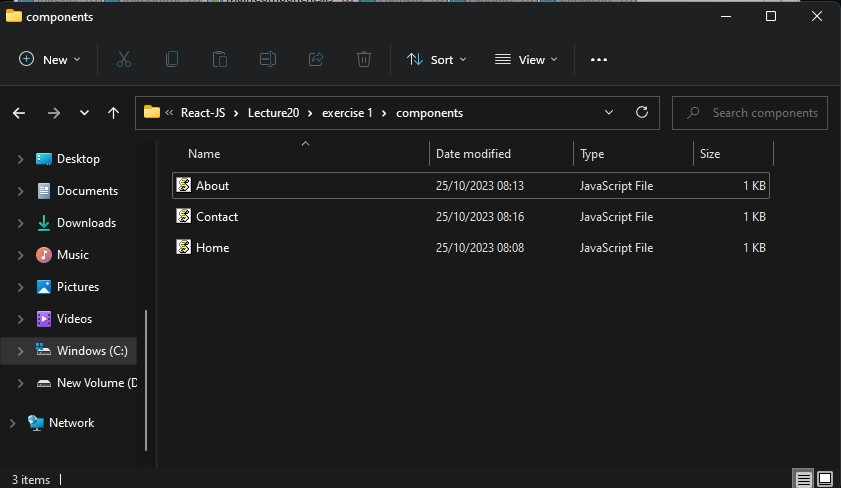 components
New Sort View
React-JS Lecture20 exercise 1 components Search components
Name Date modified Type Size
Desktop
Documents
Downloads
Music
Pictures
Videos
Windows (C:)
New Volume (D
Network
About 25/10/2023 08:13 JavaScript File 1 KB
Contact 25/10/2023 08:16 JavaScript File 1 KB
Home 25/10/2023 08:08 JavaScript File 1 KB
3 items